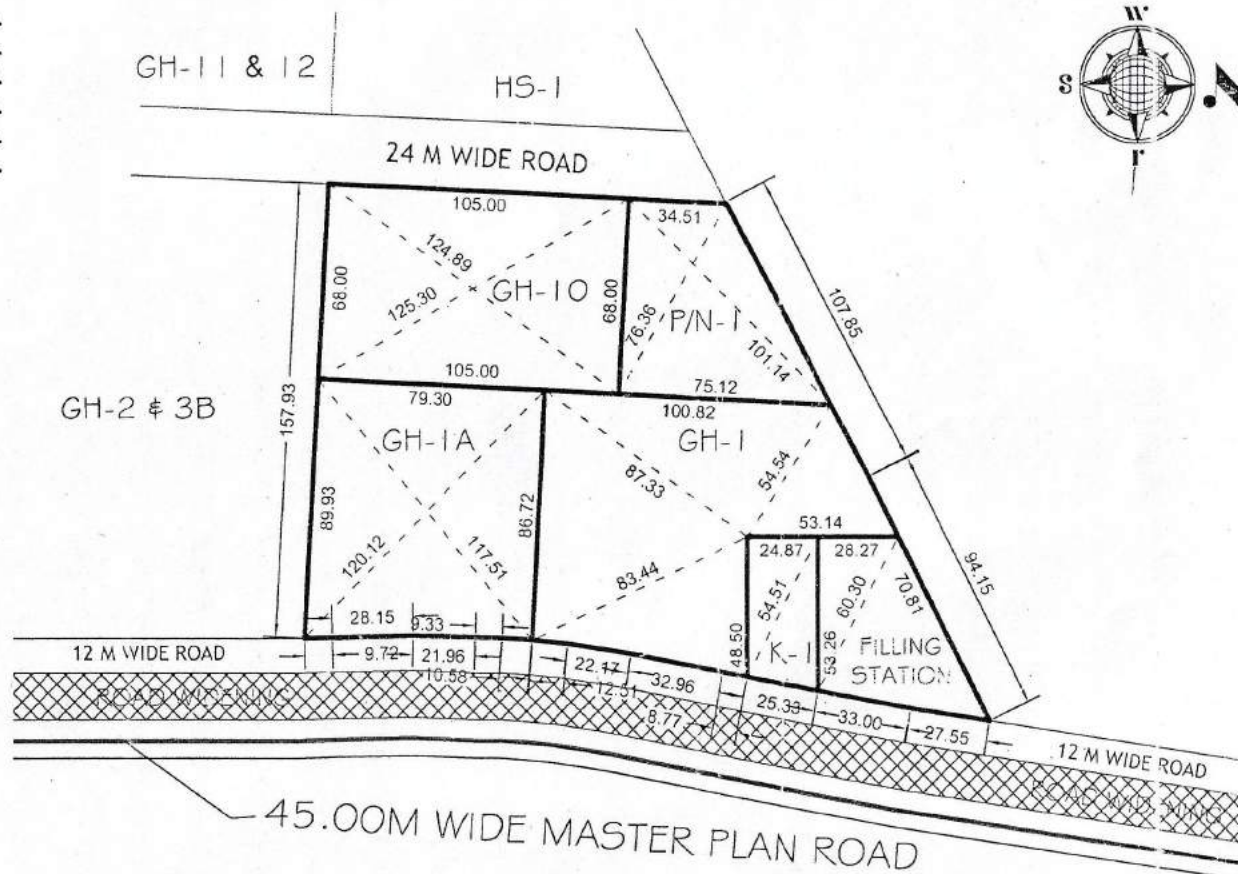 W
S
N
GH-11 & 12
HS-1
24 M WIDE ROAD
105.00
34.51
124.89
125.30
68.00
GH-10
68.00
76.36
P/N-1
101.14
107.85
105.00
75.12
79.30
100.82
GH-2 & 3B
157.93
GH-1A
GH-1
89.93
86.72
87.33
54.54
53.14
24.87
28.27
94.15
120.12
117.51
83.44
54.51
60.30
70.81
28.15
9.33
48.50
K-1
53.26
FILLING
STATION
12 M WIDE ROAD
9.72
21.96
22.17
32.96
10.58
12.51
8.77
25.33
33.00
27.55
12 M WIDE ROAD
ROAD WIDENING
ROAD WIDENING
45.00M WIDE MASTER PLAN ROAD